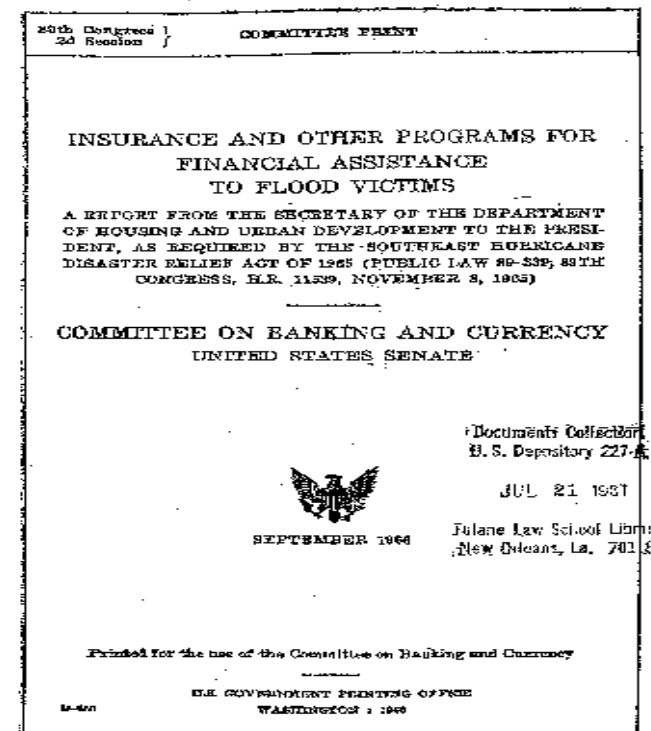 89th Congress
2d Session
COMMITTEE PRINT
INSURANCE AND OTHER PROGRAMS FOR
FINANCIAL ASSISTANCE
TO FLOOD VICTIMS
A REPORT FROM THE SECRETARY OF THE DEPARTMENT
OF HOUSING AND URBAN DEVELOPMENT TO THE PRESI-
DENT, AS REQUIRED BY THE SOUTHEAST HURRICANE
DISASTER RELIEF ACT OF 1965 (PUBLIC LAW 89-339, 89TH
CONGRESS, H.R. 11539, NOVEMBER 8, 1965)
COMMITTEE ON BANKING AND CURRENCY
UNITED STATES SENATE
Documents Collection
U. S. Depository 227-A
JUL 21 1981
SEPTEMBER 1966
Tulane Law School Libra
New Orleans, La. 701
Printed for the use of the Committee on Banking and Currency
U.S. GOVERNMENT PRINTING OFFICE
WASHINGTON : 1966